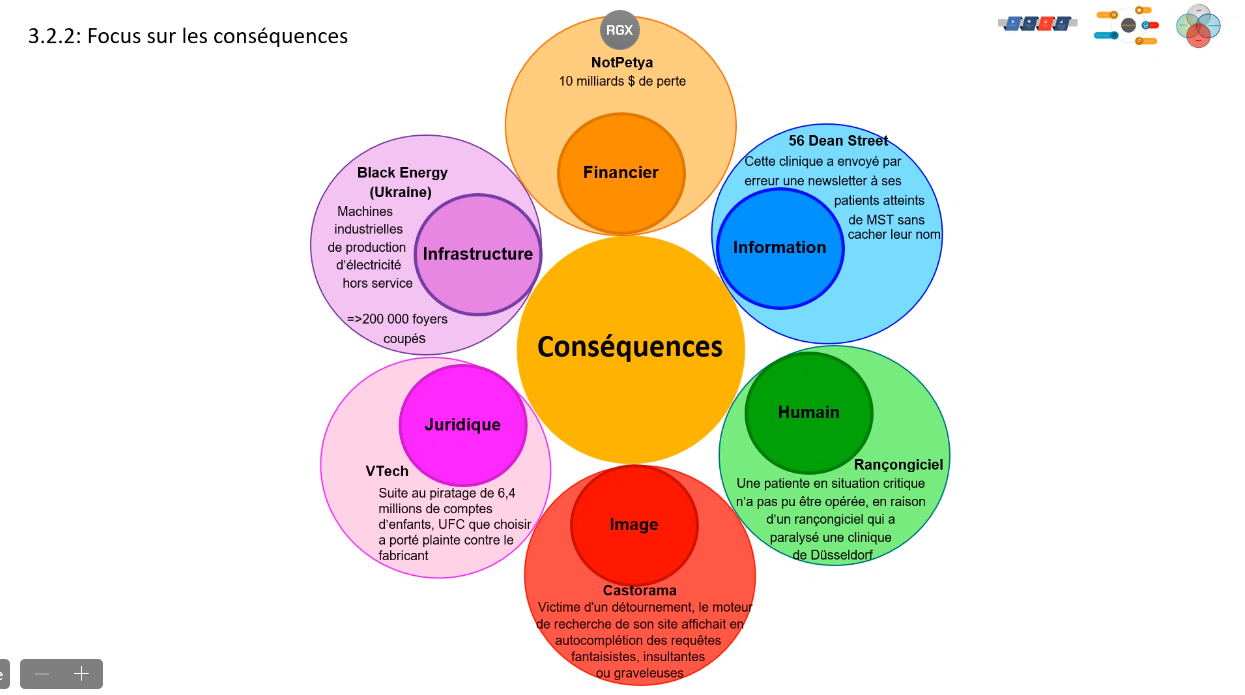 3.2.2: Focus sur les conséquences
RGX
NotPetya
10 milliards $ de perte
Financier
56 Dean Street
Cette clinique a envoyé par
erreur une newsletter à ses
patients atteints
de MST sans
cacher leur nom
Information
Humain
Rançongiciel
Une patiente en situation critique
n'a pas pu être opérée, en raison
d'un rançongiciel qui a
paralysé une clinique
de Düsseldorf
Image
Castorama
Victime d'un détournement, le moteur
de recherche de son site affichait en
autocomplétion des requêtes
fantaisistes, insultantes
ou graveleuses
Juridique
VTech
Suite au piratage de 6,4
millions de comptes
d'enfants, UFC que choisir
a porté plainte contre le
fabricant
Black Energy
(Ukraine)
Machines
industrielles
de production
d'électricité
hors service
=>200 000 foyers
coupés
Infrastructure
Conséquences